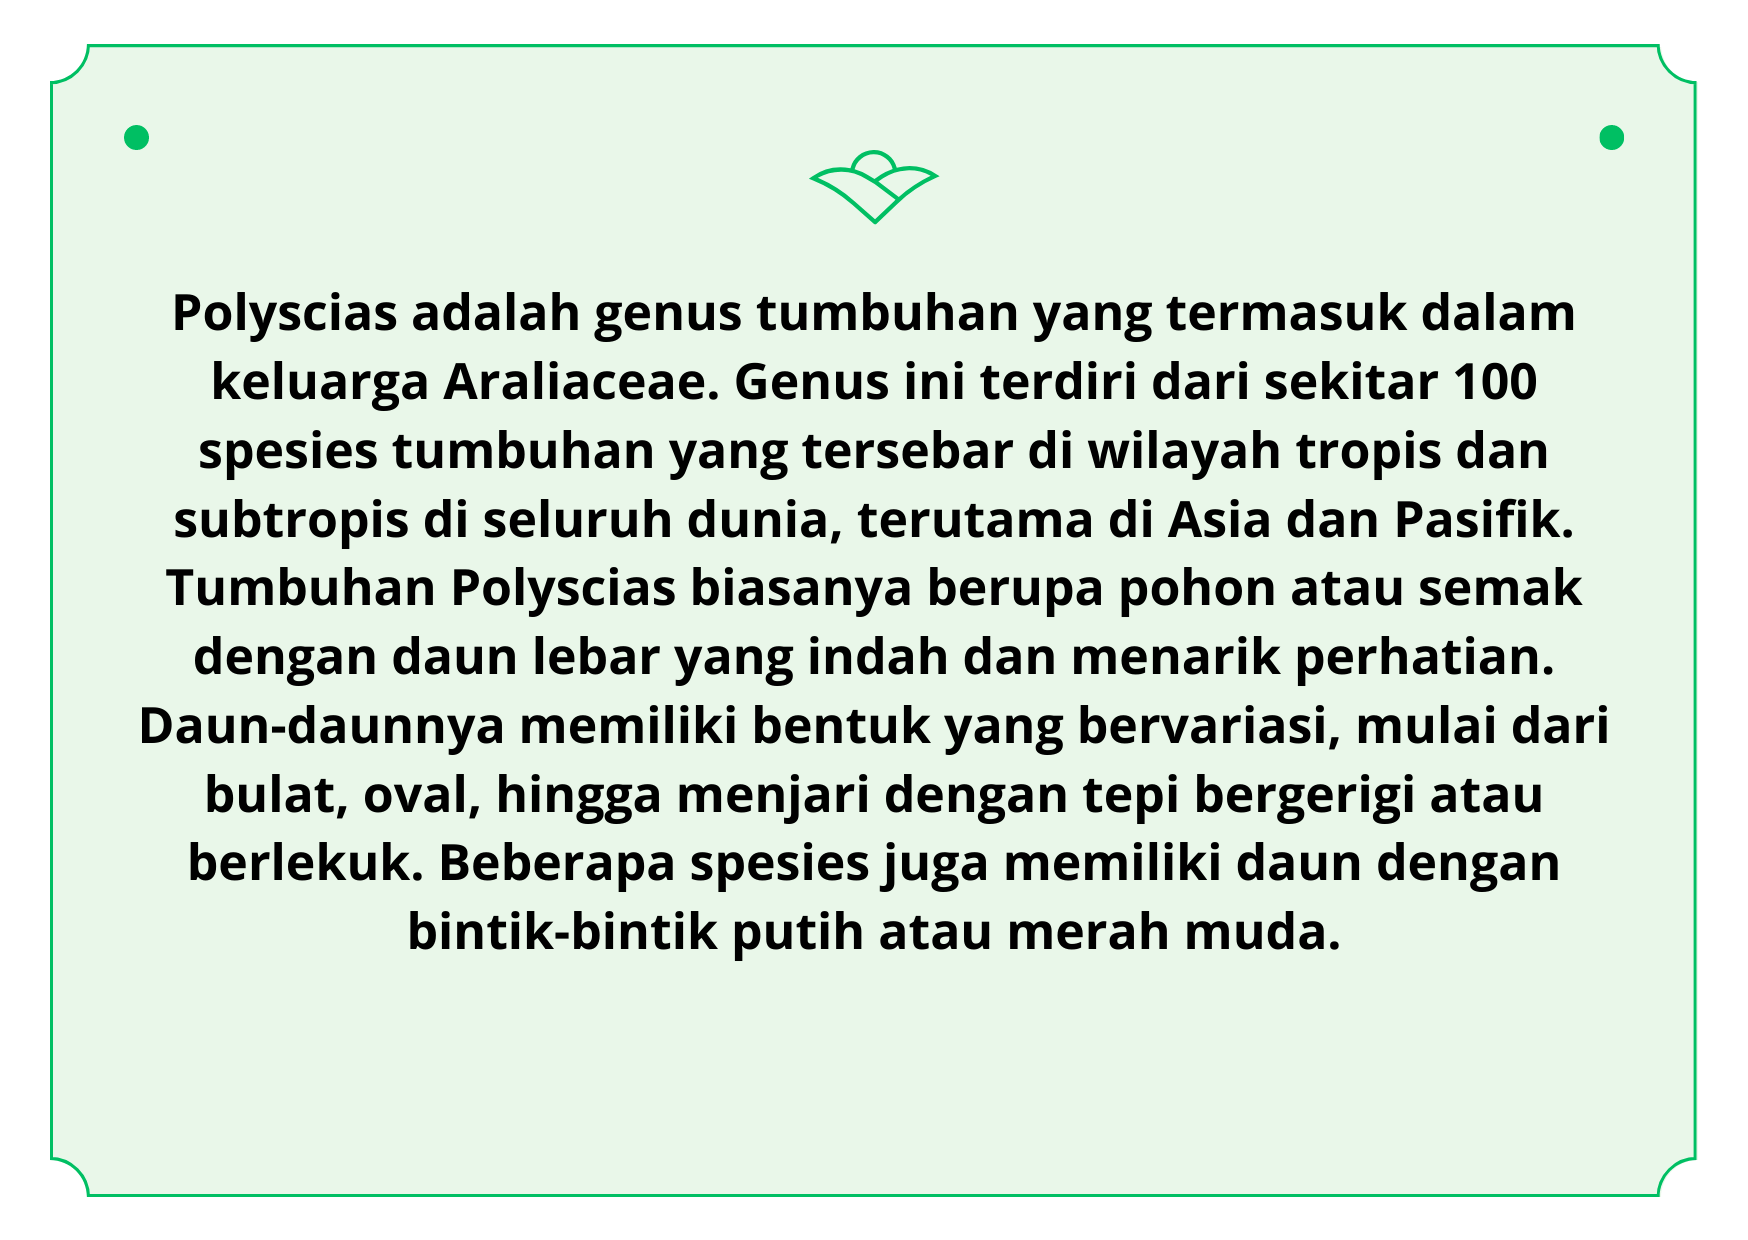 Polyscias adalah genus tumbuhan yang termasuk dalam
keluarga Araliaceae. Genus ini terdiri dari sekitar 100
spesies tumbuhan yang tersebar di wilayah tropis dan
subtropis di seluruh dunia, terutama di Asia dan Pasifik.
Tumbuhan Polyscias biasanya berupa pohon atau semak
dengan daun lebar yang indah dan menarik perhatian.
Daun-daunnya memiliki bentuk yang bervariasi, mulai dari
bulat, oval, hingga menjari dengan tepi bergerigi atau
berlekuk. Beberapa spesies juga memiliki daun dengan
bintik-bintik putih atau merah muda.